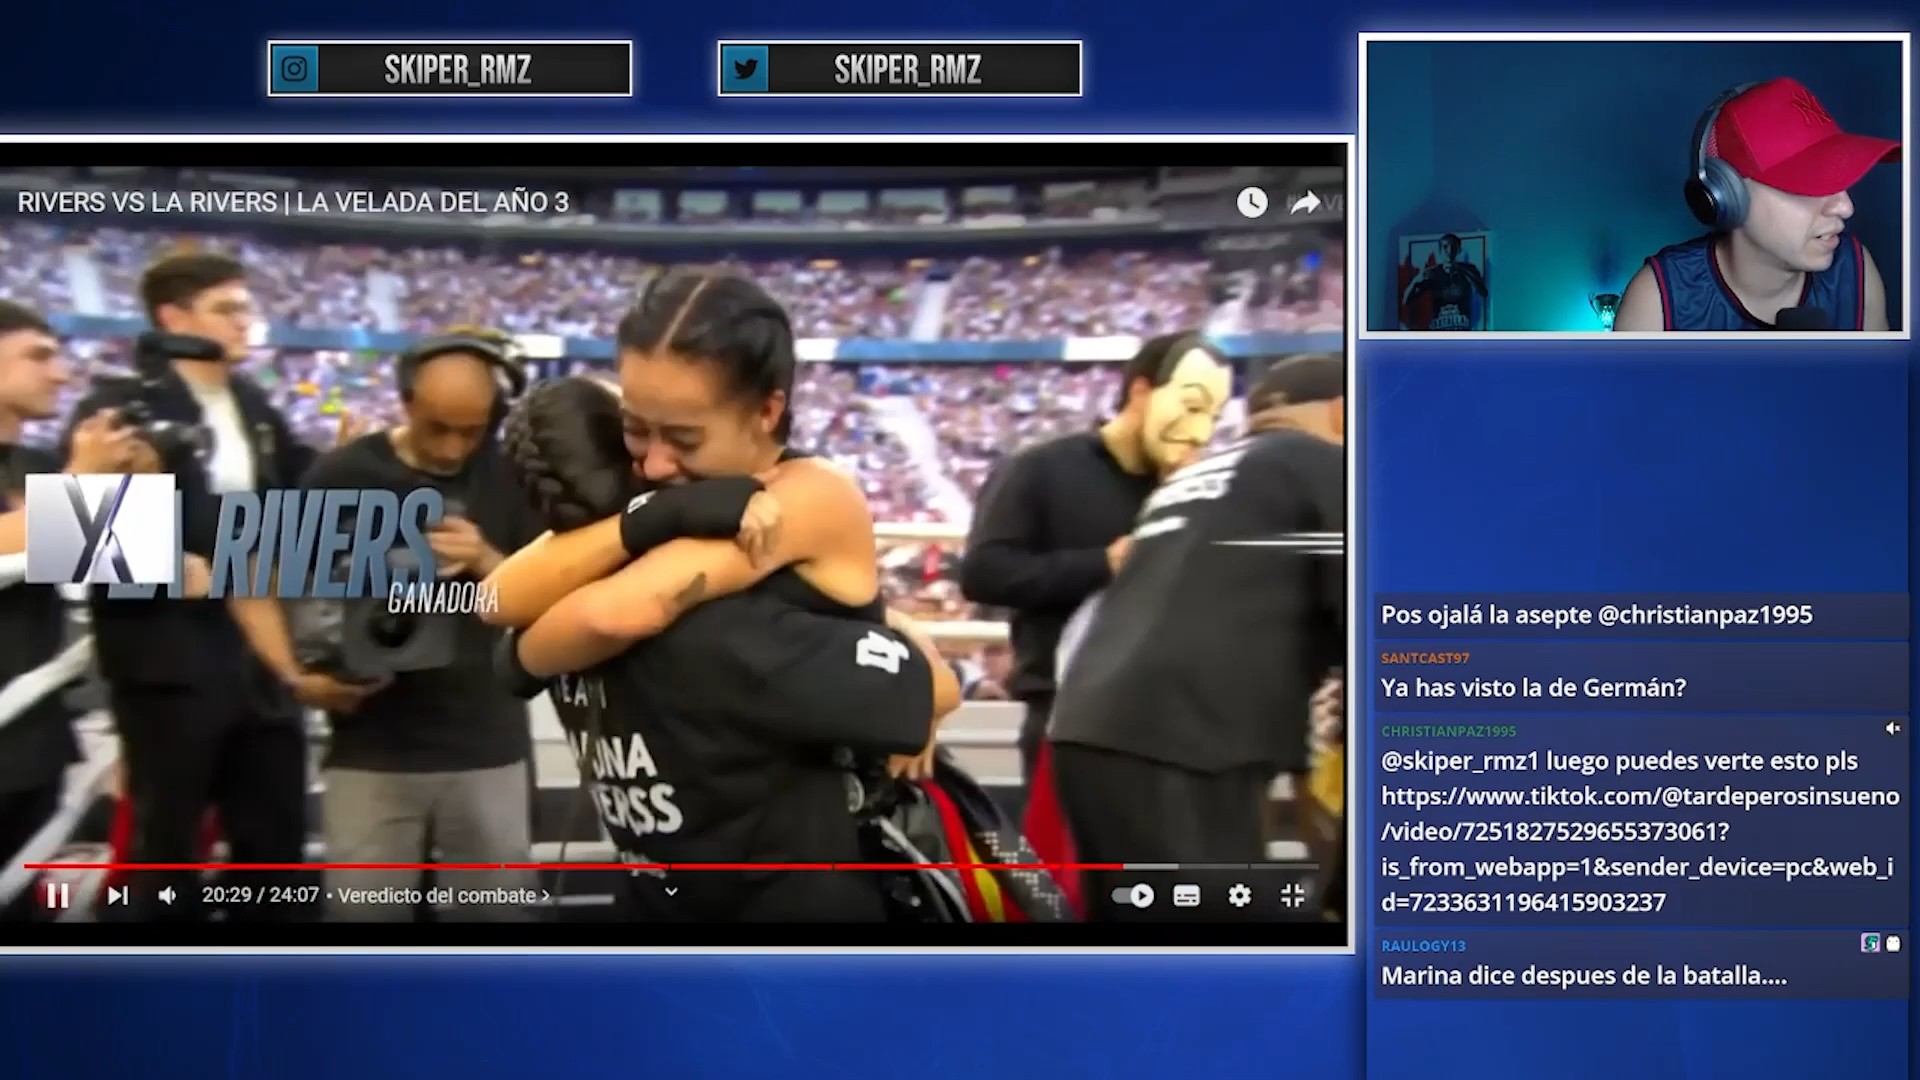 SKIPER_RMZ
SKIPER_RMZ
RIVERS VS LA RIVERS | LA VELADA DEL AÑO 3
LA RIVERS
GANADORA
20:29 / 24:07 • Veredicto del combate >
Pos ojalá la asepte @christianpaz1995
SANTCAST97
Ya has visto la de Germán?
CHRISTIANPAZ1995
@skiper_rmz1 luego puedes verte esto pls
https://www.tiktok.com/@tardeperosinsueno
/video/7251827529655373061?
is_from_webapp=1&sender_device=pc&web_i
d=7233631196415903237
RAULOGY13
Marina dice despues de la batalla....